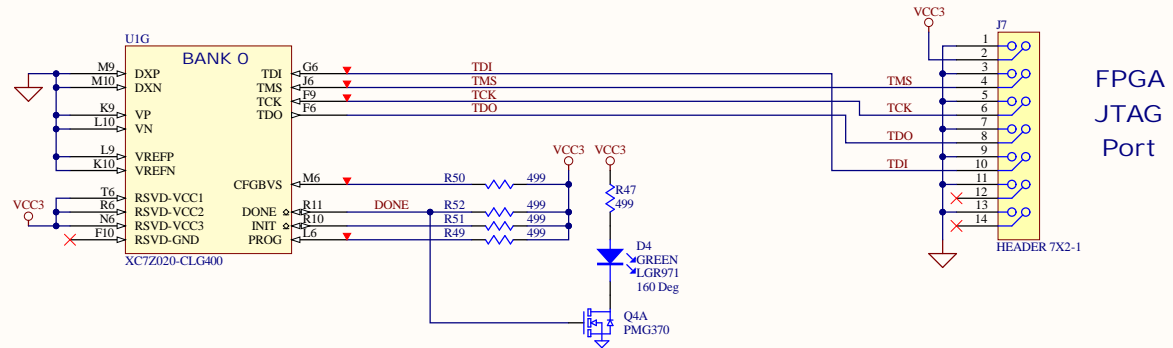 VCC3
J7
U1G
BANK 0
M9 DXP TDI G6 TDI
M10 DXN TMS J6 TMS TMS
TCK F9 TCK TCK
K9 VP TDO F6 TDO TDO
L10 VN
TDI
L9 VREFP
K10 VREFN
1
2
3
4
5
6
7
8
9
10
11
12
13
14
HEADER 7X2-1
FPGA
JTAG
Port
VCC3 VCC3
CFGBVS M6 R50 499
R47
499
T6 RSVD-VCC1
VCC3
R6 RSVD-VCC2 DONE R11 DONE R52 499
N6 RSVD-VCC3 INIT R10 R51 499
F10 RSVD-GND PROG L6 R49 499
XC7Z020-CLG400
D4
GREEN
LGR971
160 Deg
Q4A
PMG370